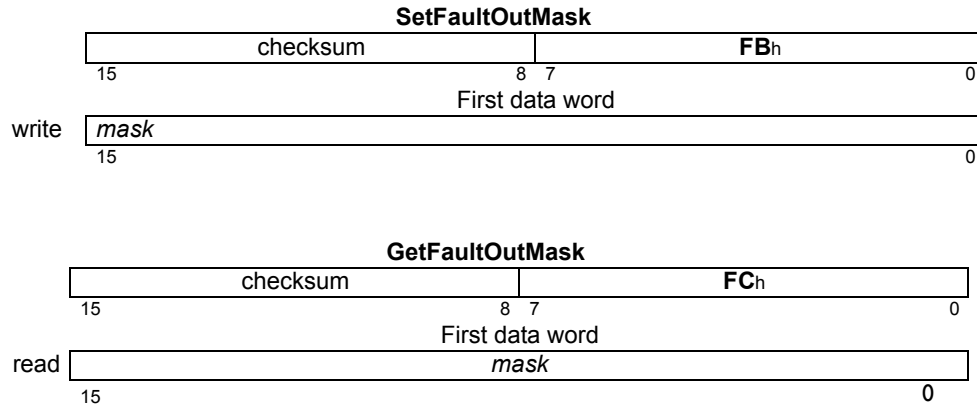 SetFaultOutMask
checksum FBh
15 8 7 0
First data word
write mask
15 0
GetFaultOutMask
checksum FCh
15 8 7 0
First data word
read mask
15 0